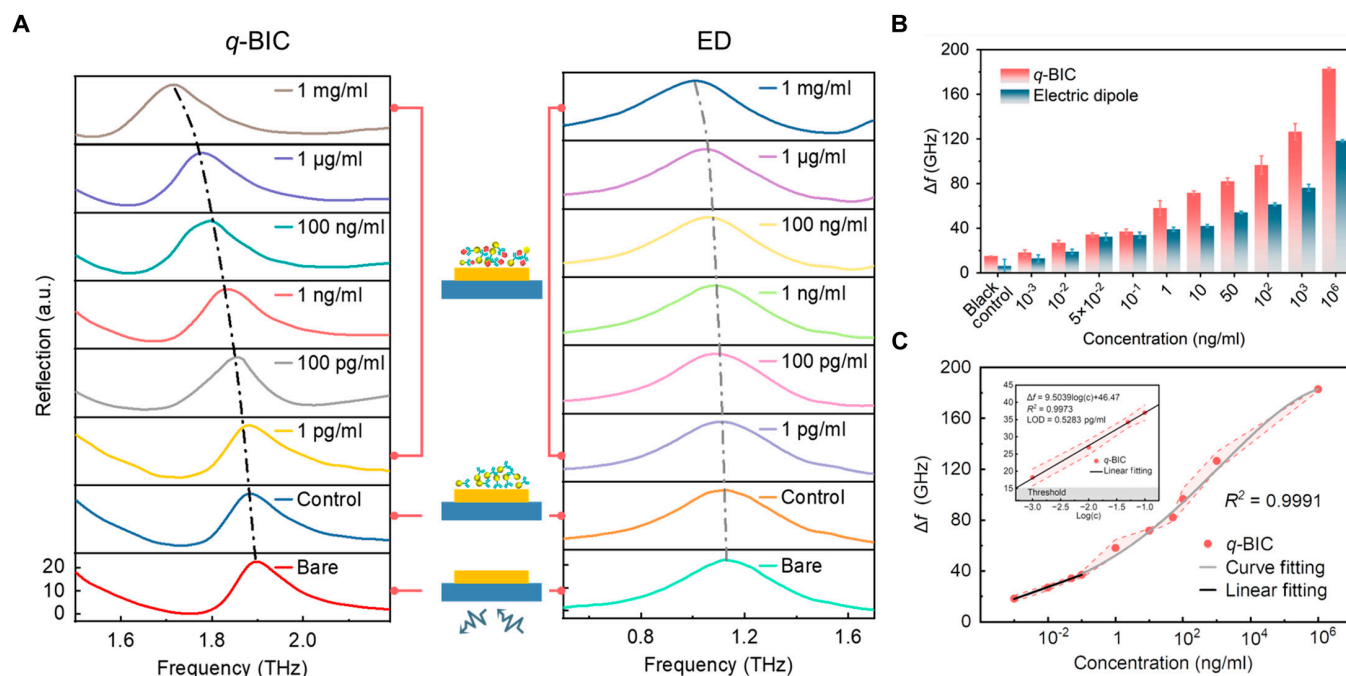 A
q-BIC
ED
1 mg/ml
1 μg/ml
100 ng/ml
1 ng/ml
100 pg/ml
1 pg/ml
Control
Bare
Reflection (a.u.)
20
10
0
1.6 1.8 2.0
Frequency (THz)
1 mg/ml
1 μg/ml
100 ng/ml
1 ng/ml
100 pg/ml
1 pg/ml
Control
Bare
0.8 1.2 1.6
Frequency (THz)
B
200
160
120
80
40
0
Δf (GHz)
q-BIC
Electric dipole
Black control
10⁻³
10⁻²
5×10⁻²
10⁻¹
1
10
50
10²
10³
10⁶
Concentration (ng/ml)
C
200
160
120
80
40
0
Δf (GHz)
45
40
35
30
25
20
15
Δf = 9.5039log(c)+46.47
R² = 0.9973
LOD = 0.5283 pg/ml
q-BIC
Linear fitting
Threshold
-3.0 -2.5 -2.0 -1.5 -1.0
Log(c)
R² = 0.9991
q-BIC
Curve fitting
Linear fitting
10⁻² 1 10² 10⁴ 10⁶
Concentration (ng/ml)